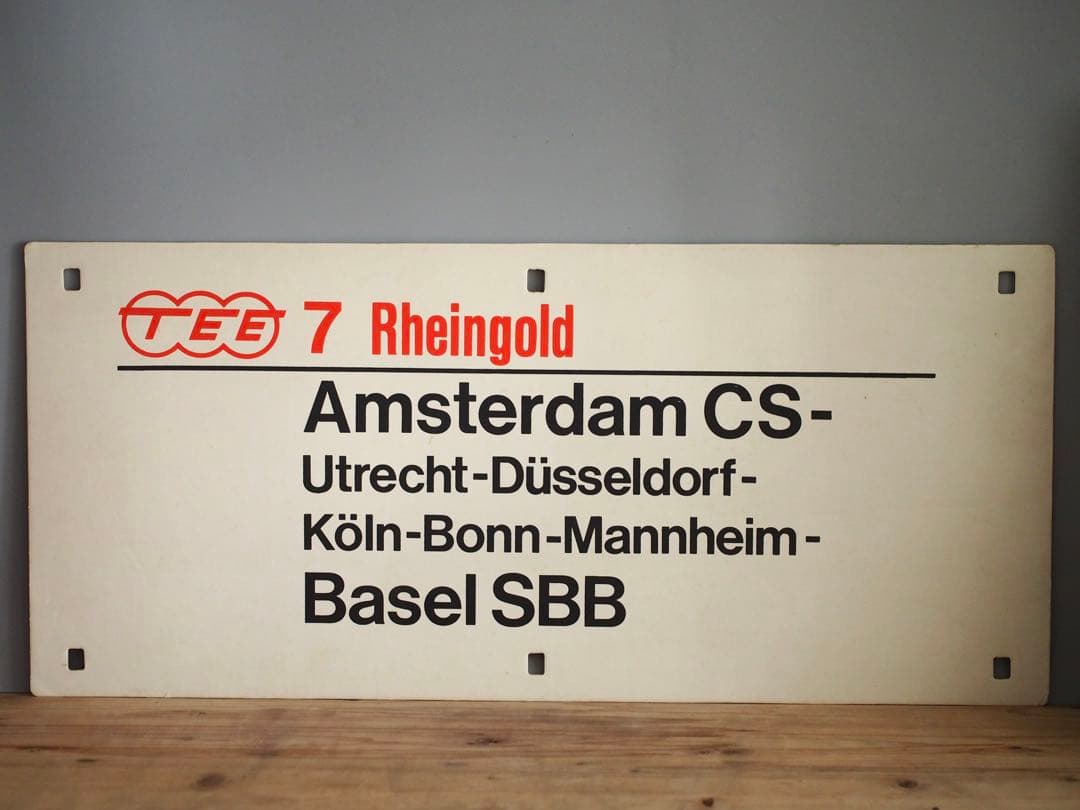 TEE 7 Rheingold
Amsterdam CS-
Utrecht-Düsseldorf-
Köln-Bonn-Mannheim-
Basel SBB